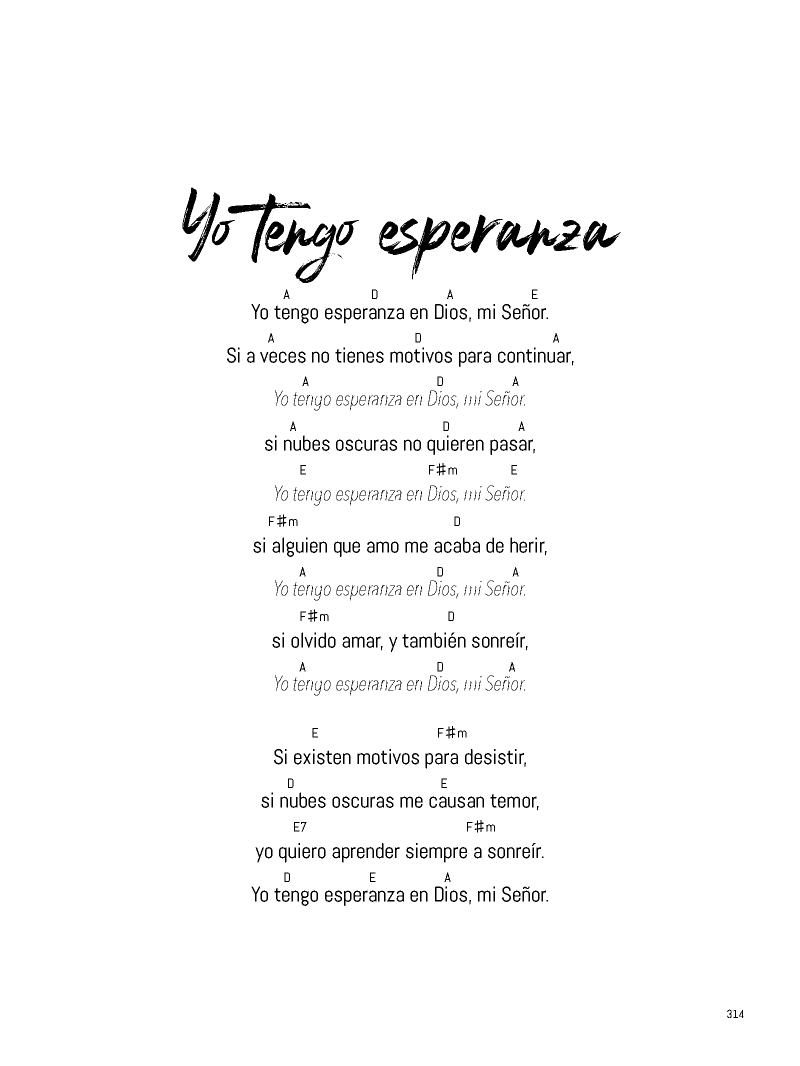 Yo tengo esperanza
A D A E
Yo tengo esperanza en Dios, mi Señor.
A D A
Si a veces no tienes motivos para continuar,
A D A
Yo tengo esperanza en Dios, mi Señor.
A D A
si nubes oscuras no quieren pasar,
E F♯m E
Yo tengo esperanza en Dios, mi Señor.
F♯m D
si alguien que amo me acaba de herir,
A D A
Yo tengo esperanza en Dios, mi Señor.
F♯m D
si olvido amar, y también sonreír,
A D A
Yo tengo esperanza en Dios, mi Señor.
E F♯m
Si existen motivos para desistir,
D E
si nubes oscuras me causan temor,
E7 F♯m
yo quiero aprender siempre a sonreír.
D E A
Yo tengo esperanza en Dios, mi Señor.
314